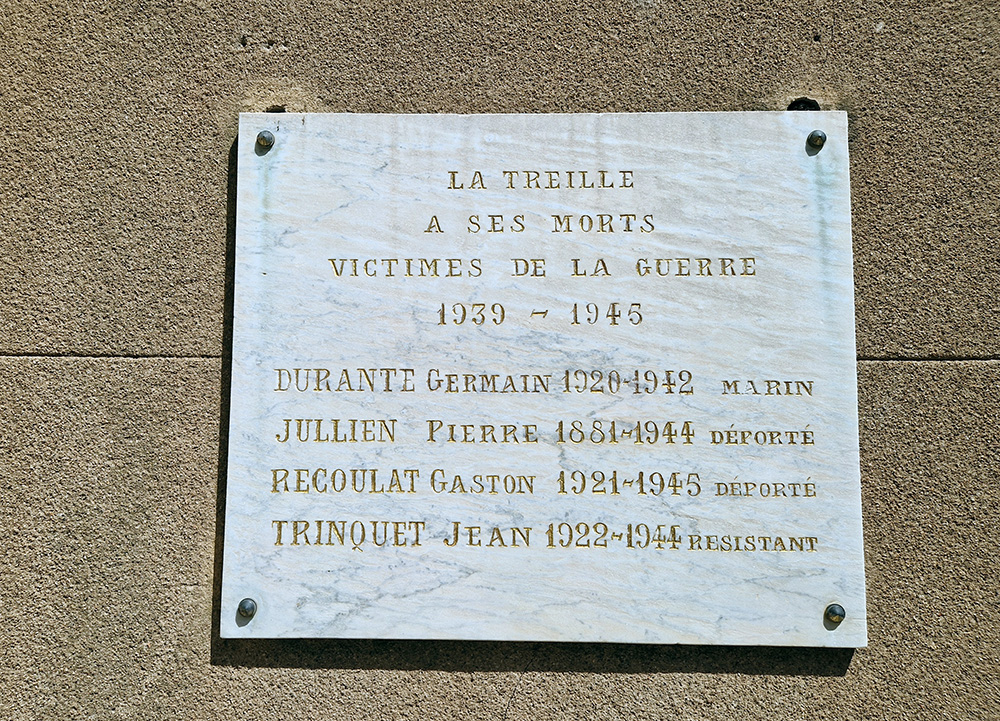 LA TREILLE
A SES MORTS
VICTIMES DE LA GUERRE
1939 ~ 1945
DURANTE GERMAIN 1920~1942 MARIN
JULLIEN PIERRE 1881~1944 DÉPORTÉ
RECOULAT GASTON 1921~1945 DÉPORTÉ
TRINQUET JEAN 1922~1944 RESISTANT